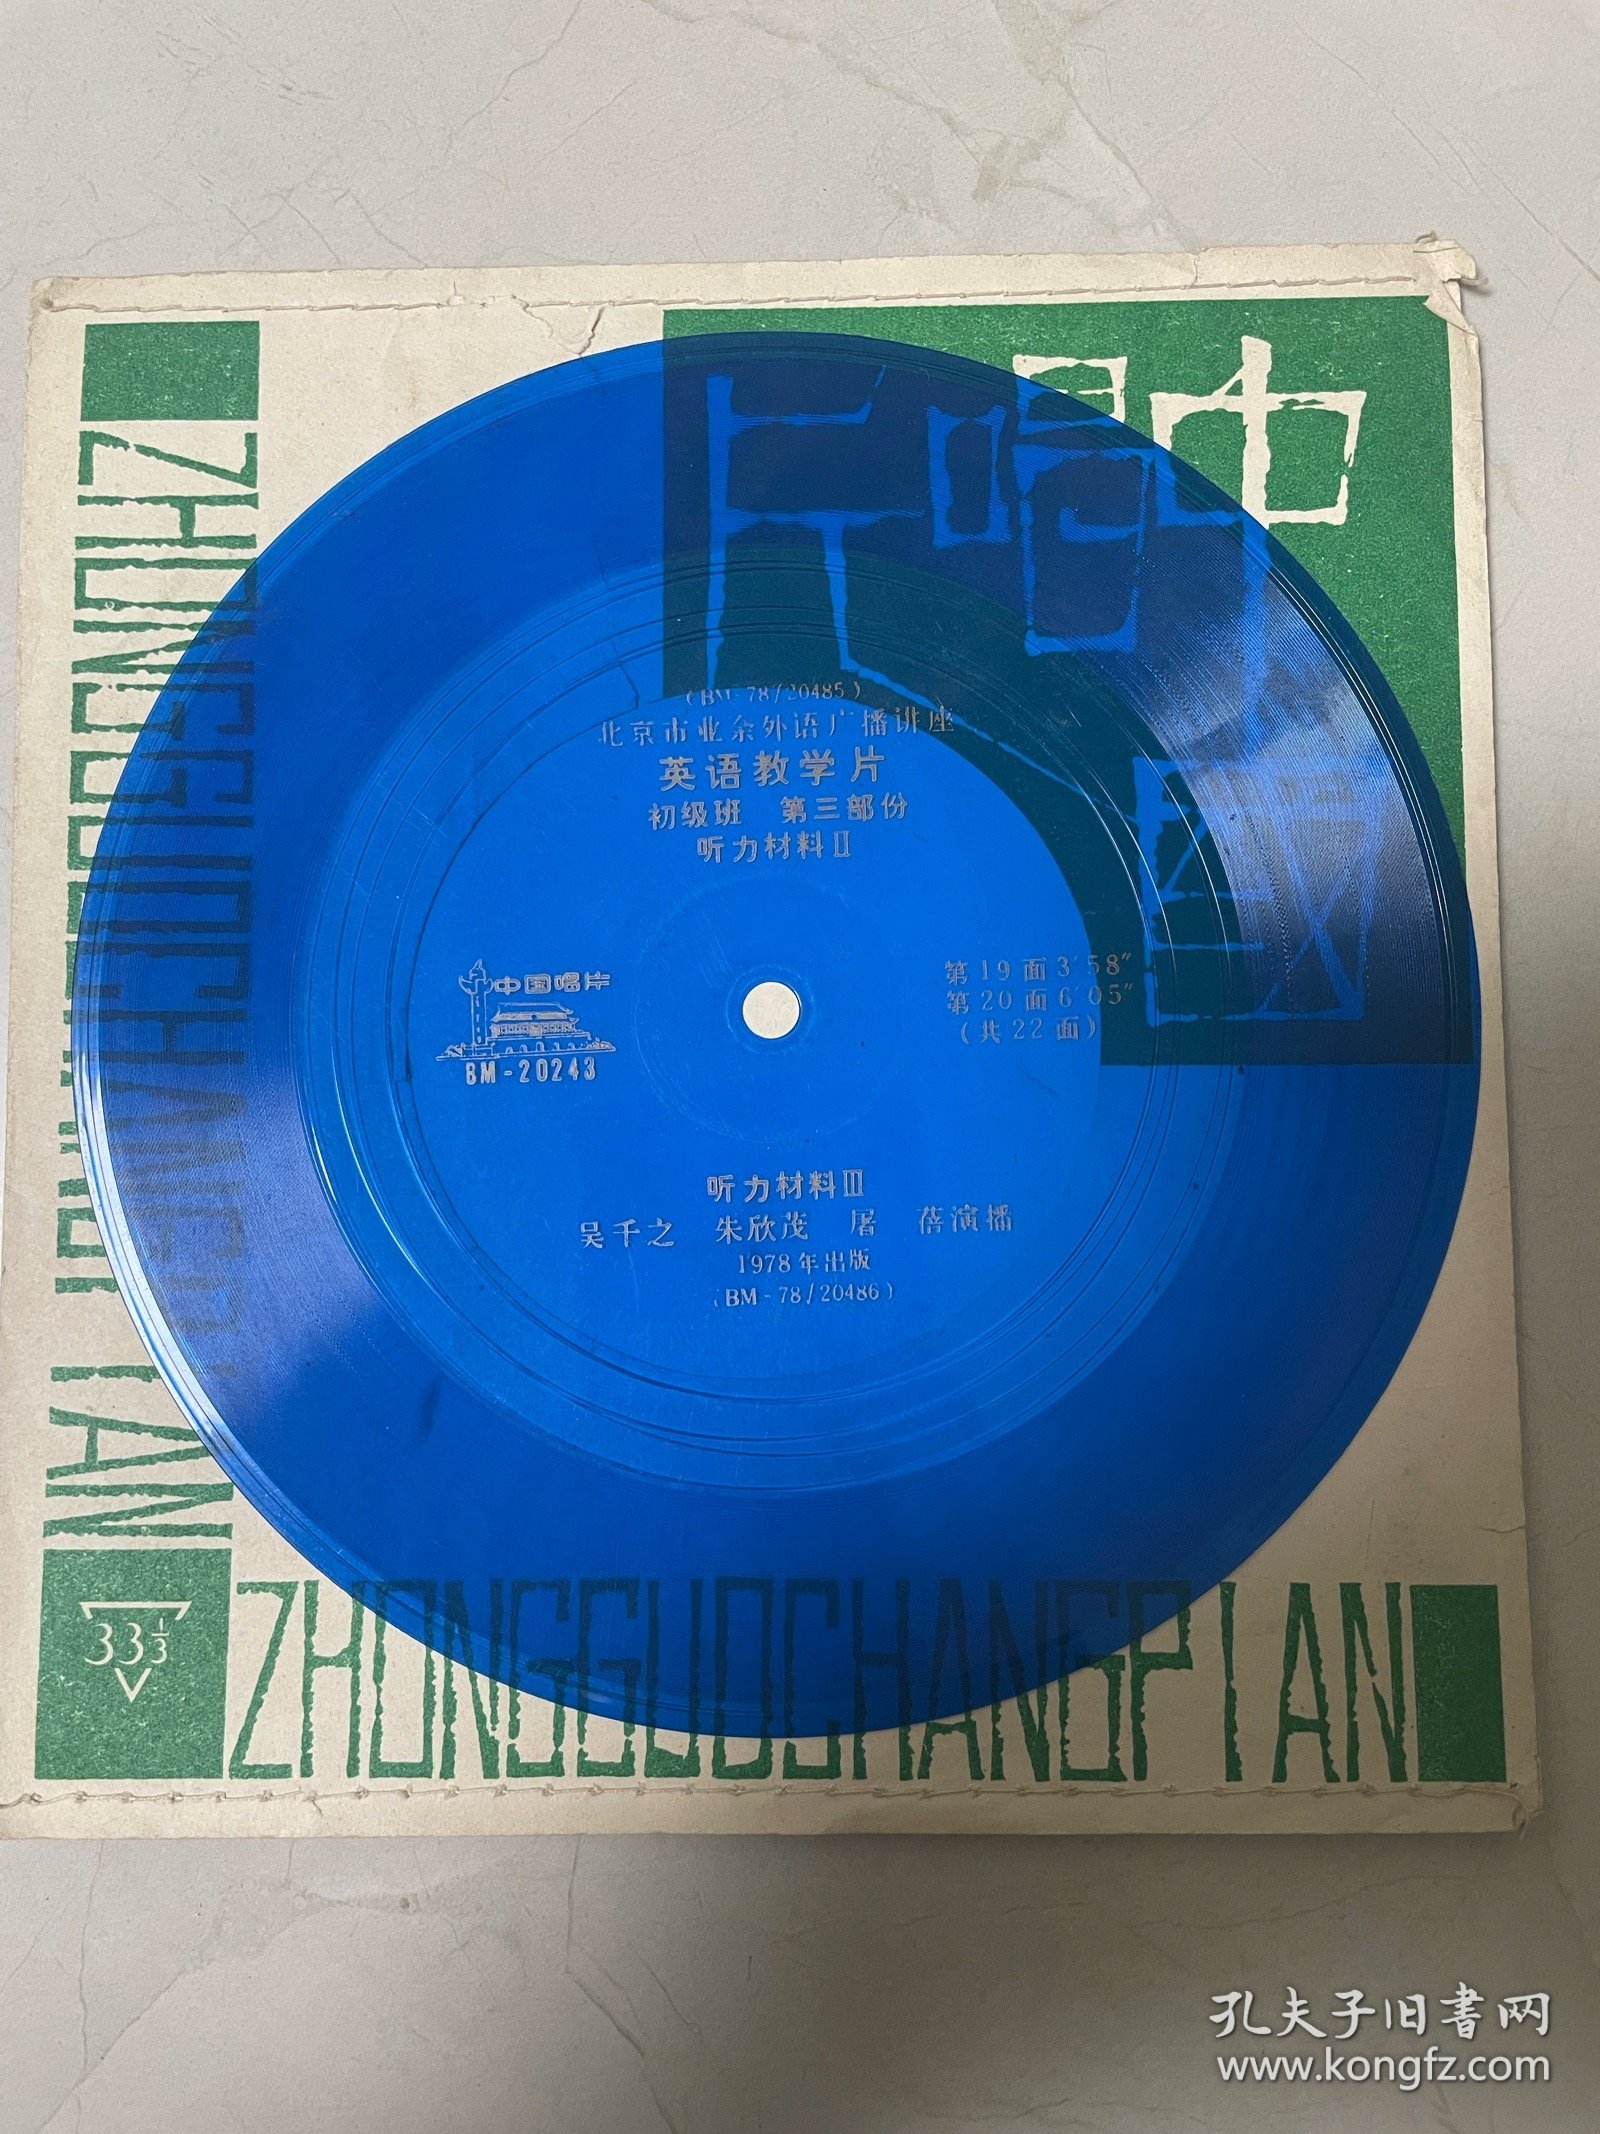 中国唱片
ZHONGGUOCHANGPIAN
ZHONGGUOCHANGPIAN
ZHONGGUOCHANGPIAN
33 1/3
(BM-78/20485)
北京市业余外语广播讲座
英语教学片
初级班 第三部份
听力材料Ⅱ
中国唱片
BM-20243
第19面3′58″
第20面6′05″
(共22面)
听力材料Ⅲ
吴千之 朱欣茂 屠 蓓演播
1978年出版
(BM-78/20486)
孔夫子旧书网
www.kongfz.com